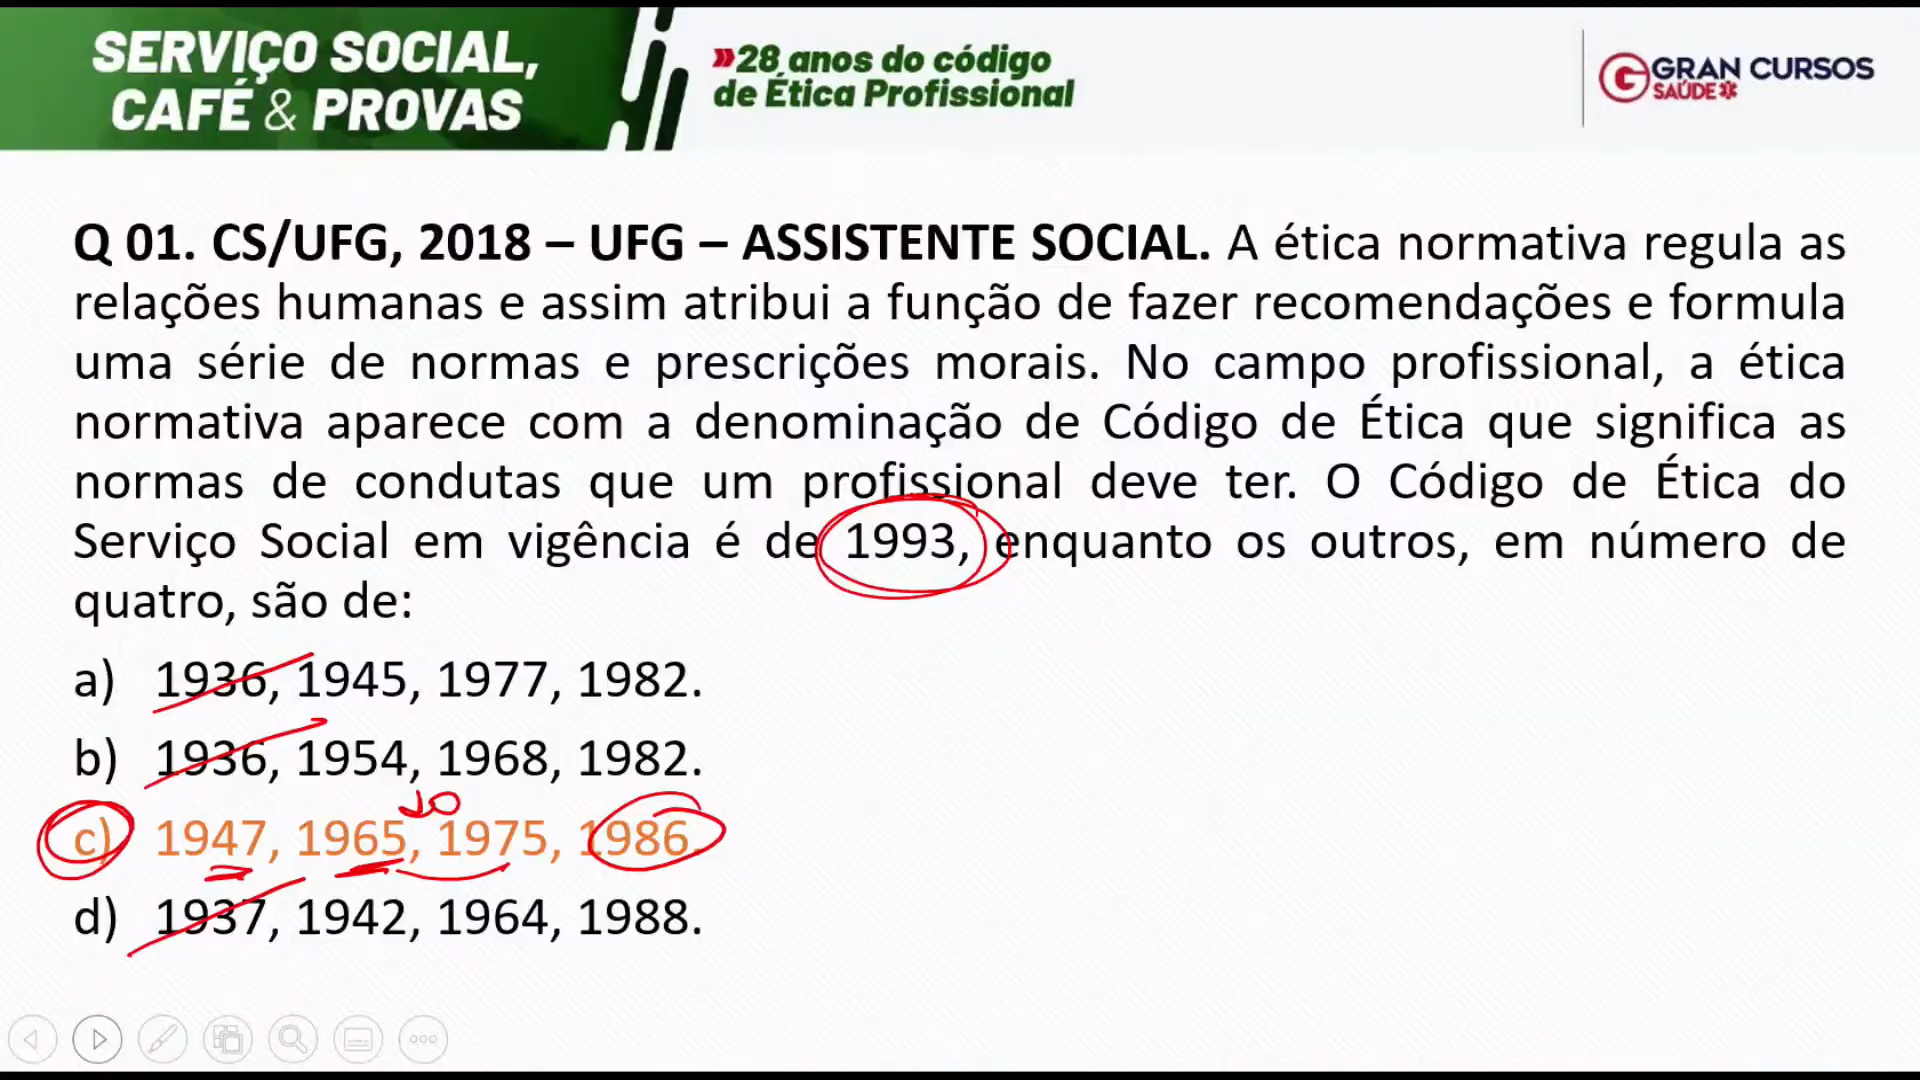 SERVIÇO SOCIAL,
CAFÉ & PROVAS
»28 anos do código
de Ética Profissional
GRAN CURSOS
SAÚDE
Q 01. CS/UFG, 2018 – UFG – ASSISTENTE SOCIAL. A ética normativa regula as
relações humanas e assim atribui a função de fazer recomendações e formula
uma série de normas e prescrições morais. No campo profissional, a ética
normativa aparece com a denominação de Código de Ética que significa as
normas de condutas que um profissional deve ter. O Código de Ética do
Serviço Social em vigência é de 1993, enquanto os outros, em número de
quatro, são de:
a) 1936, 1945, 1977, 1982.
b) 1936, 1954, 1968, 1982.
c) 1947, 1965, 1975, 1986.
d) 1937, 1942, 1964, 1988.